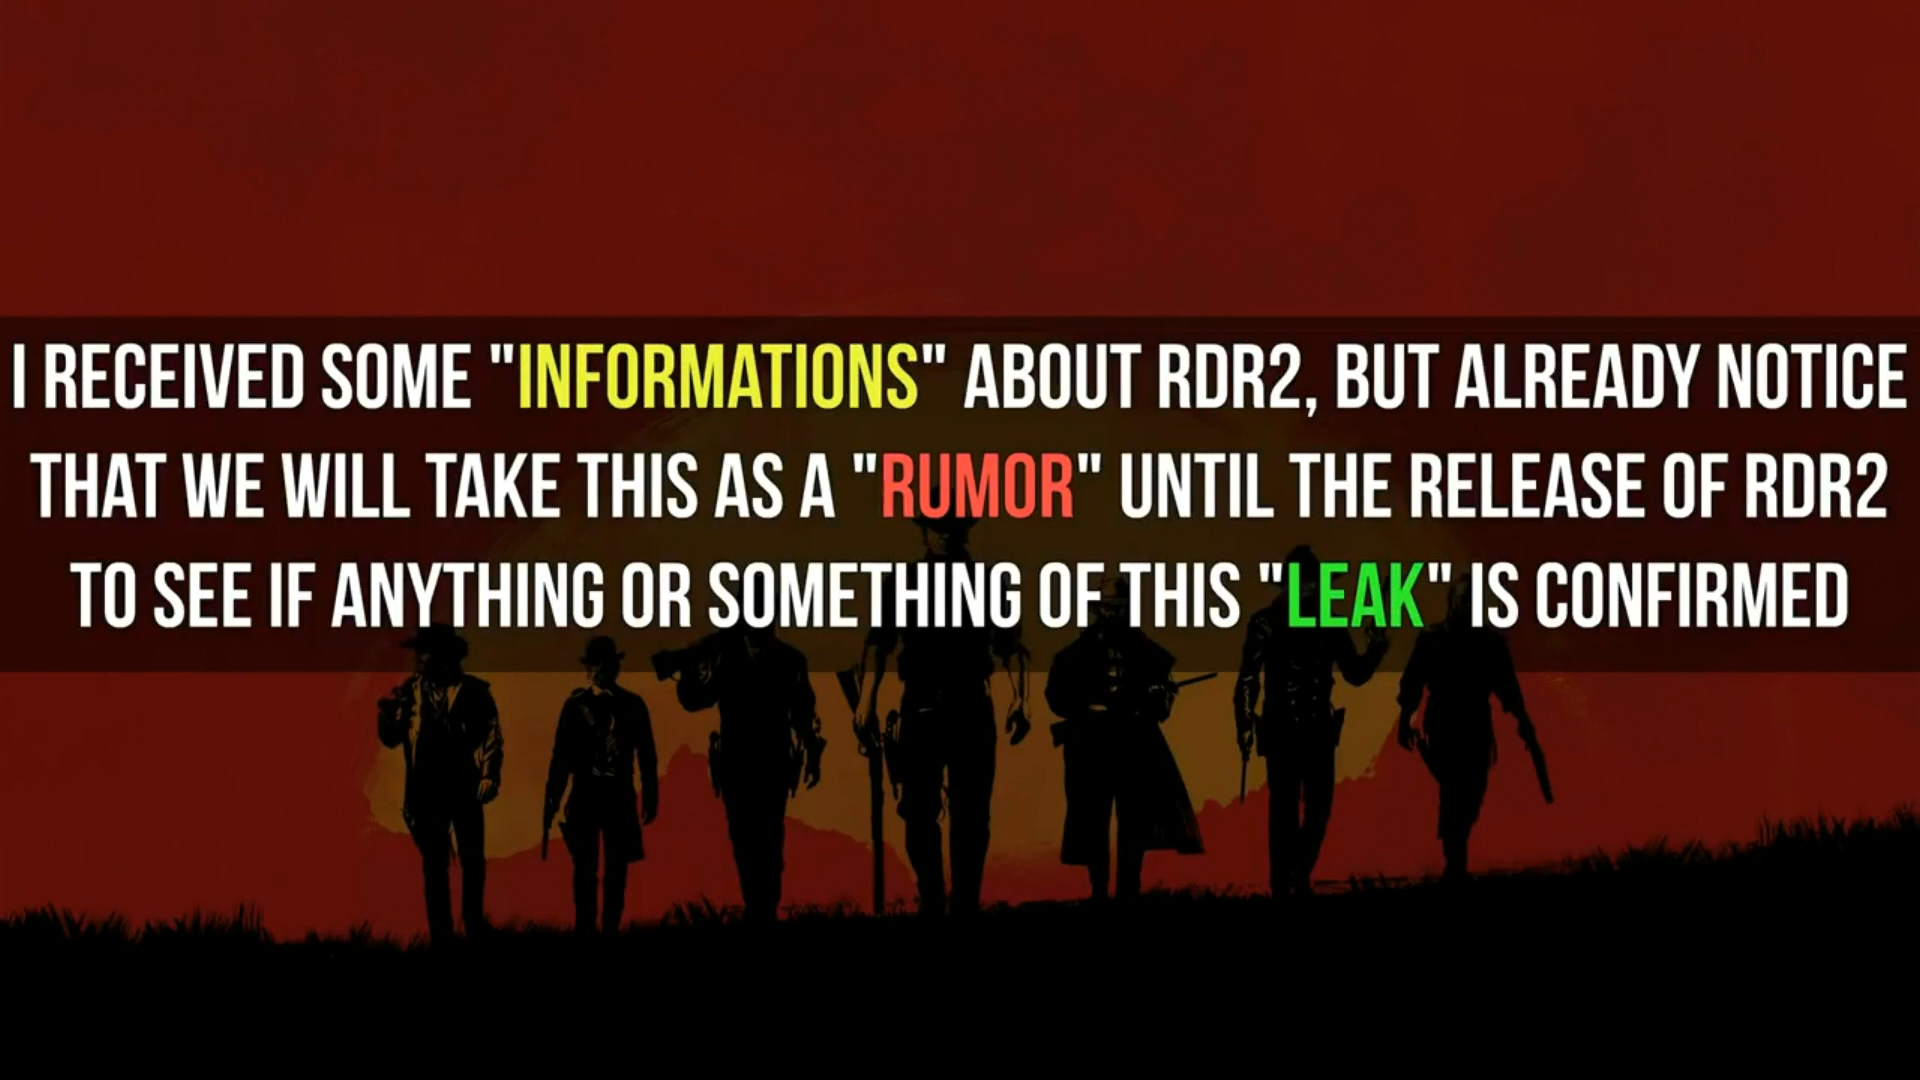 I RECEIVED SOME "INFORMATIONS" ABOUT RDR2, BUT ALREADY NOTICE
THAT WE WILL TAKE THIS AS A "RUMOR" UNTIL THE RELEASE OF RDR2
TO SEE IF ANYTHING OR SOMETHING OF THIS "LEAK" IS CONFIRMED